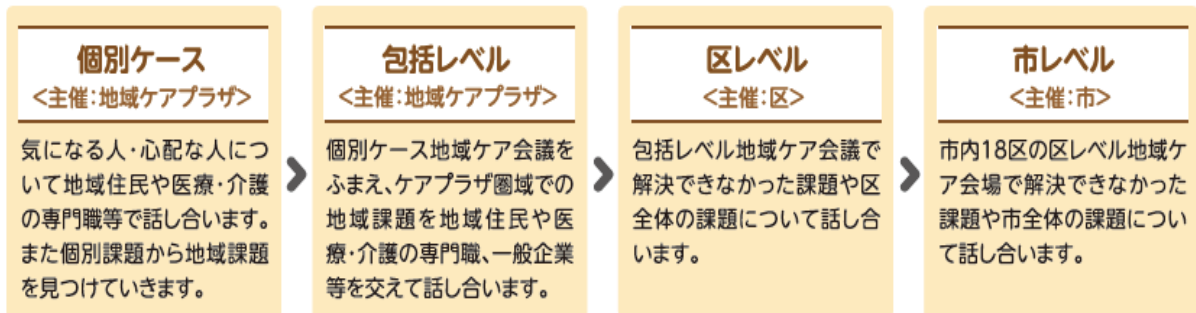 個別ケース
<主催:地域ケアプラザ>
気になる人・心配な人につ
いて地域住民や医療・介護
の専門職等で話し合います。
また個別課題から地域課題
を見つけていきます。
包括レベル
<主催:地域ケアプラザ>
個別ケース地域ケア会議を
ふまえ、ケアプラザ圏域での
地域課題を地域住民や医
療・介護の専門職、一般企業
等を交えて話し合います。
区レベル
<主催:区>
包括レベル地域ケア会議で
解決できなかった課題や区
全体の課題について話し合
います。
市レベル
<主催:市>
市内18区の区レベル地域ケ
ア会場で解決できなかった
課題や市全体の課題につい
て話し合います。